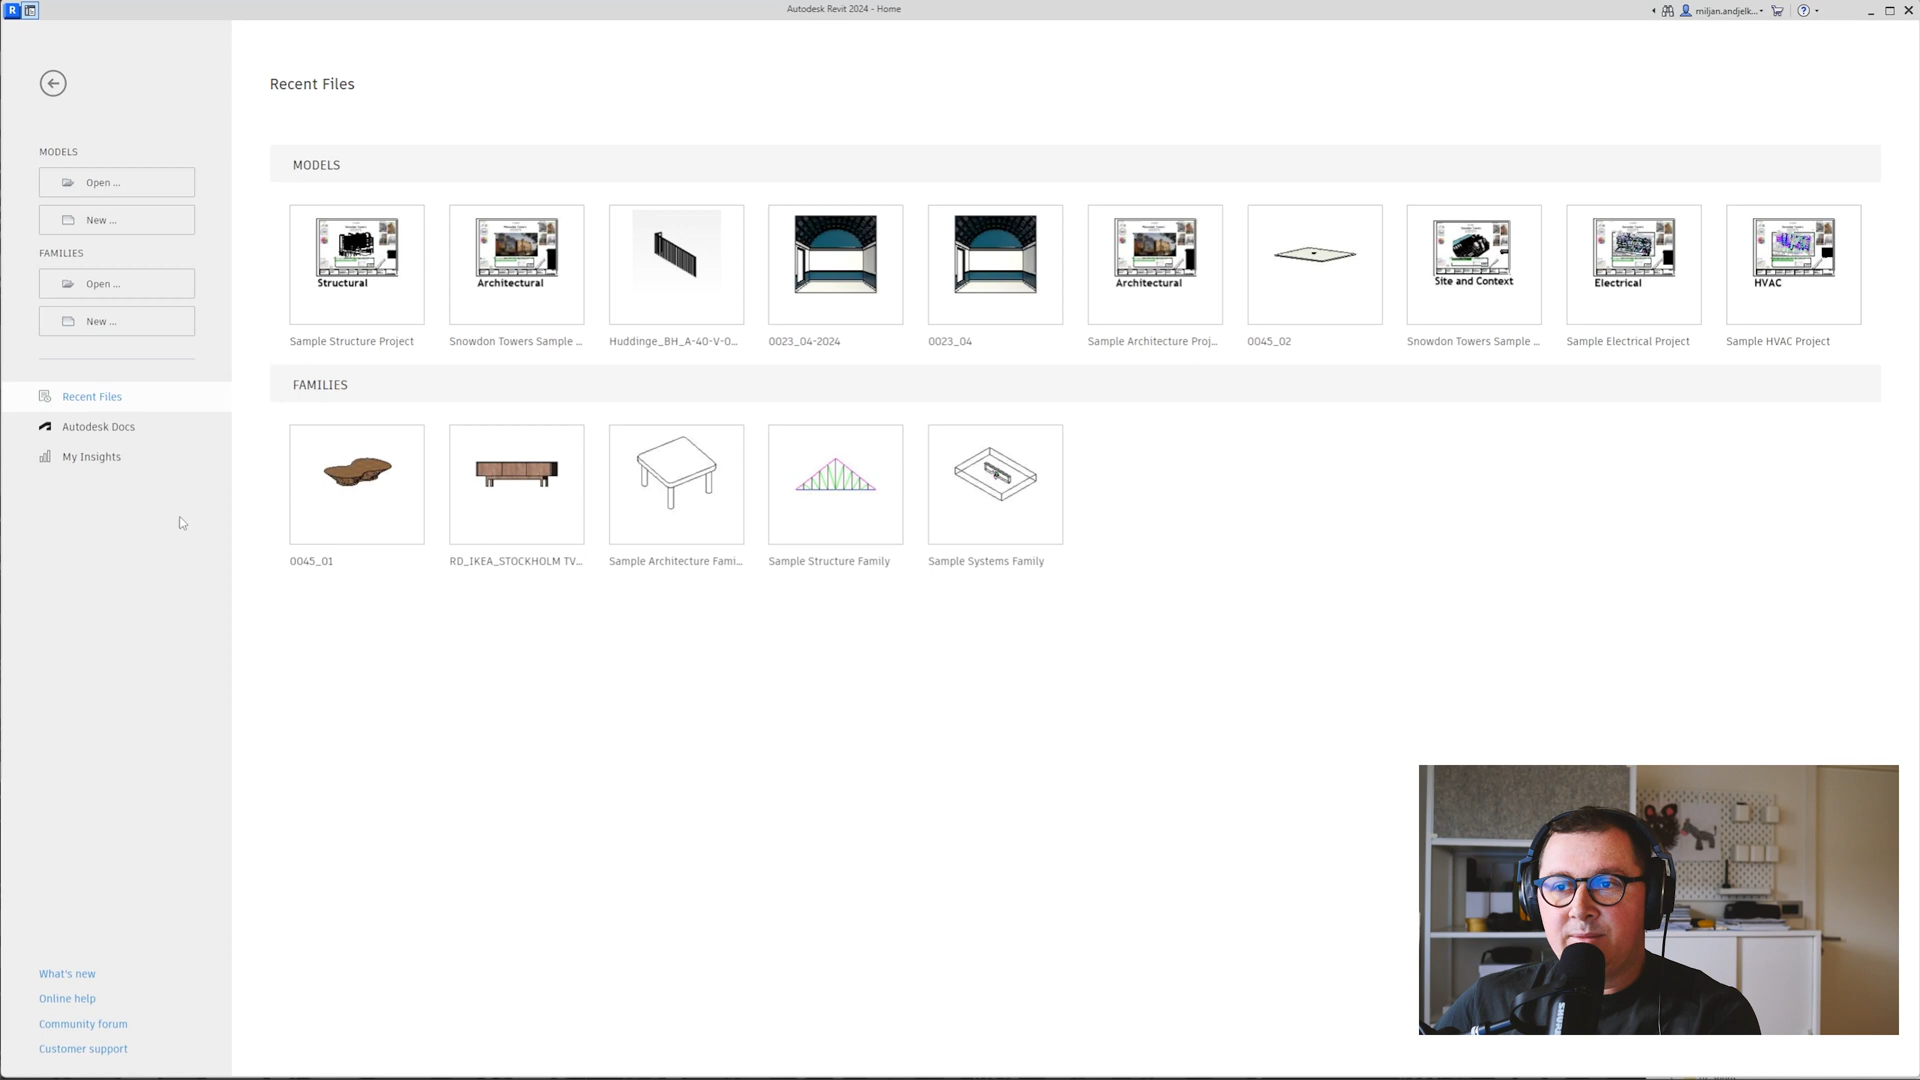 R
Autodesk Revit 2024 - Home
miljan.andjelk...
Recent Files
MODELS
Open ...
New ...
FAMILIES
Open ...
New ...
Recent Files
Autodesk Docs
My Insights
What's new
Online help
Community forum
Customer support
MODELS
Structural
Architectural
Architectural
Site and Context
Electrical
HVAC
Sample Structure Project
Snowdon Towers Sample ...
Huddinge_BH_A-40-V-0...
0023_04-2024
0023_04
Sample Architecture Proj...
0045_02
Snowdon Towers Sample ...
Sample Electrical Project
Sample HVAC Project
FAMILIES
0045_01
RD_IKEA_STOCKHOLM TV...
Sample Architecture Fami...
Sample Structure Family
Sample Systems Family
SHURE